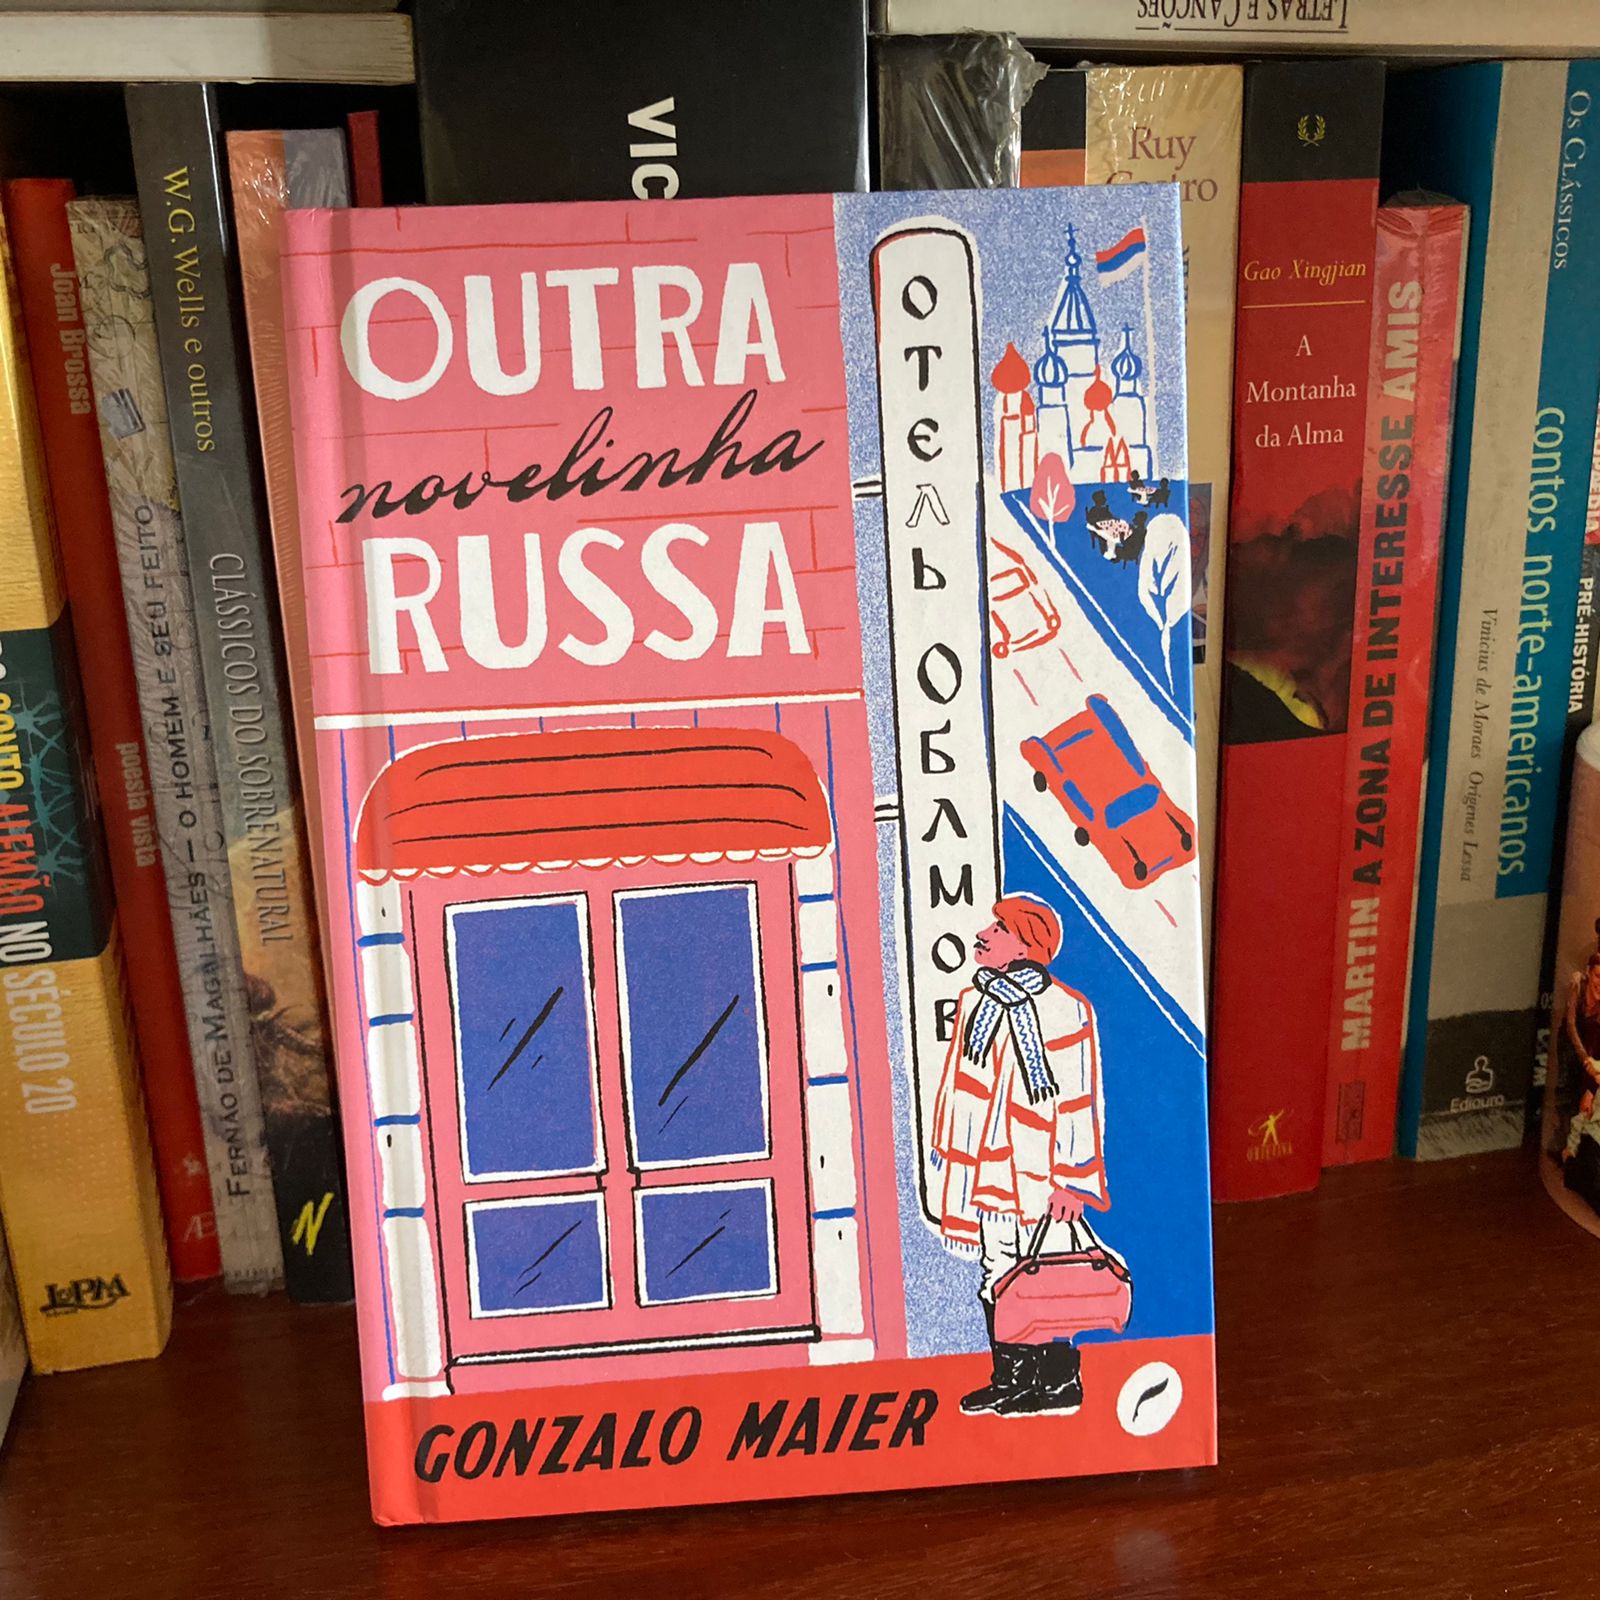 LETRAS E CANÇÕES
VIC
Joan Brossa
poesia vista
FERNÃO DE MAGALHÃES — O HOMEM E SEU FEITO
W.G. Wells e outros
CLÁSSICOS DO SOBRENATURAL
ALEMÃO NO
SÉCULO 20
L&PM
OUTRA
novelinha
RUSSA
ОТЕЛЬ ОБЛМОВ
GONZALO MAIER
Ruy
Castro
Gao Xingjian
A
Montanha
da Alma
OBJETIVA
MARTIN AMIS
A ZONA DE INTERESSE
Os Clássicos
Contos norte-americanos
Vinicius de Moraes Orígenes Lessa
Ediouro
PRÉ-HISTÓRIA